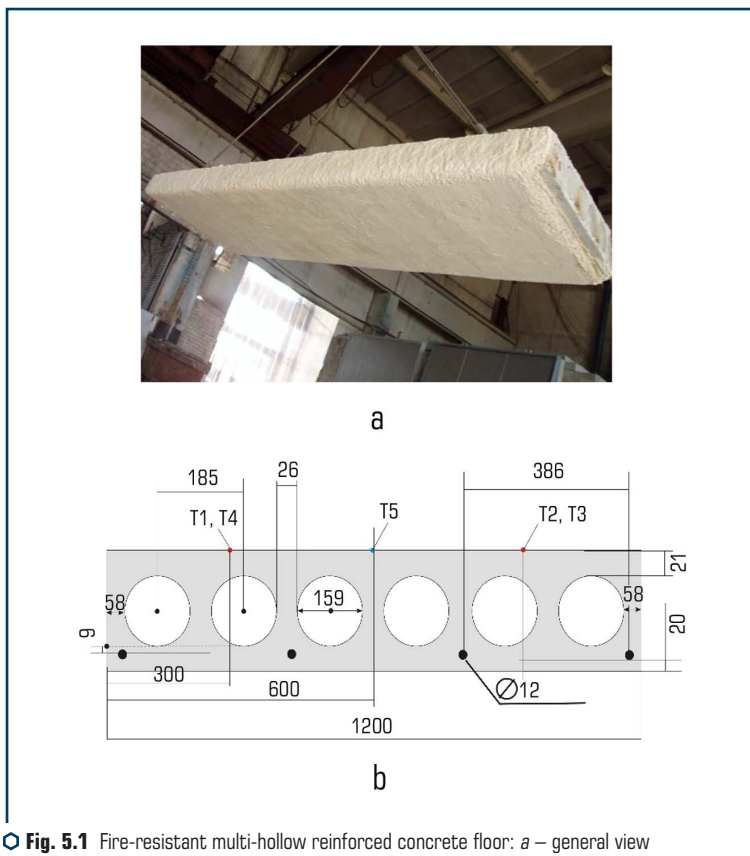 a
185
26
386
T1, T4
T5
T2, T3
21
58
159
58
9
20
300
600
Ø12
1200
b
Fig. 5.1 Fire-resistant multi-hollow reinforced concrete floor: a – general view